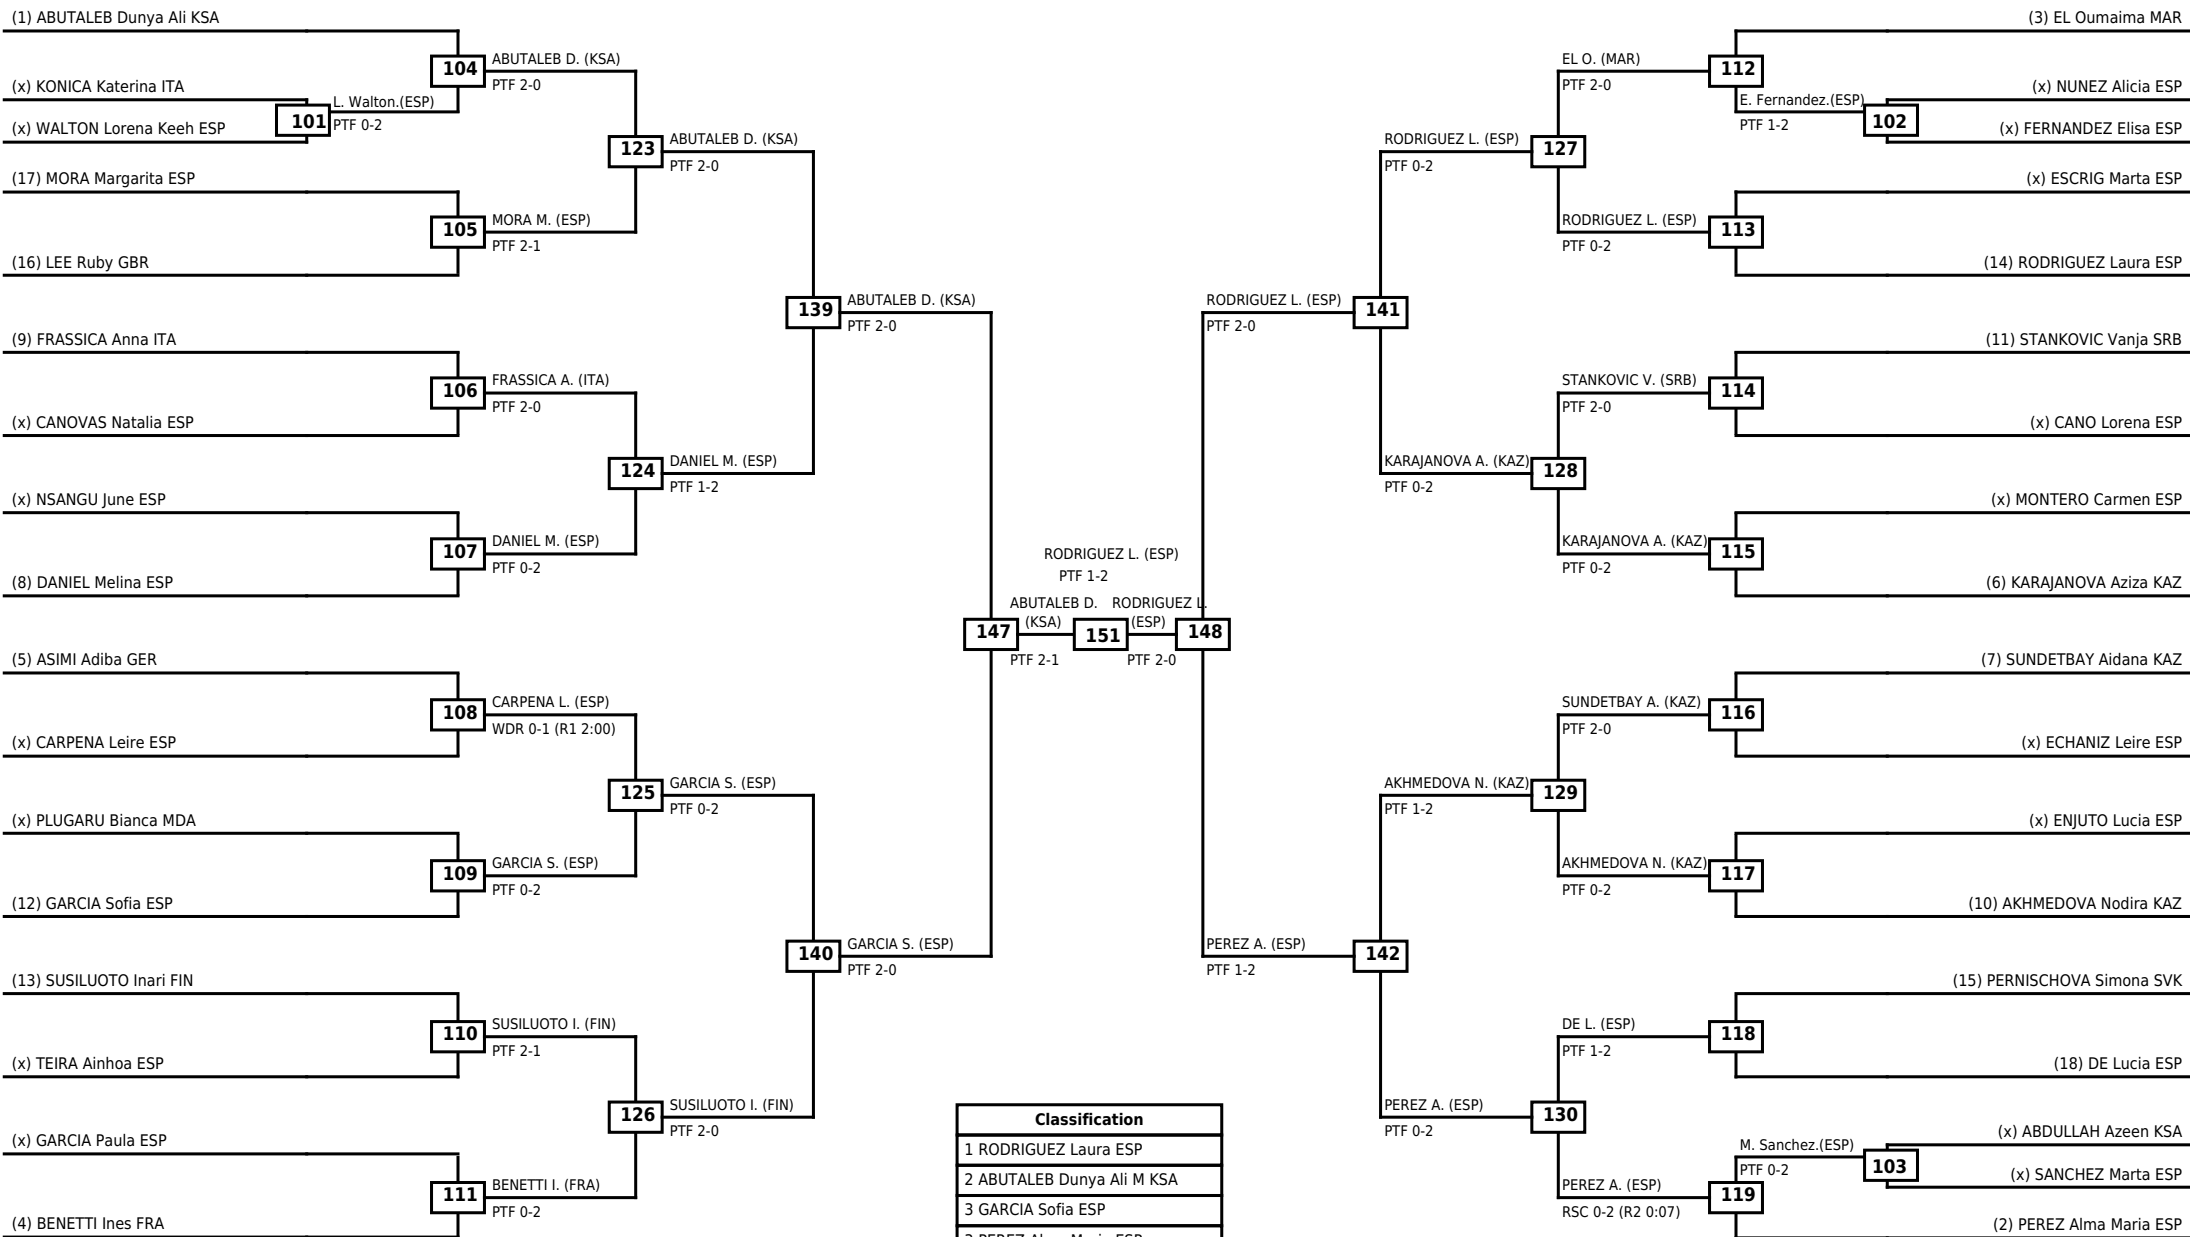 (1) ABUTALEB Dunya Ali KSA
(x) KONICA Katerina ITA
(x) WALTON Lorena Keeh ESP
(17) MORA Margarita ESP
(16) LEE Ruby GBR
(9) FRASSICA Anna ITA
(x) CANOVAS Natalia ESP
(x) NSANGU June ESP
(8) DANIEL Melina ESP
(5) ASIMI Adiba GER
(x) CARPENA Leire ESP
(x) PLUGARU Bianca MDA
(12) GARCIA Sofia ESP
(13) SUSILUOTO Inari FIN
(x) TEIRA Ainhoa ESP
(x) GARCIA Paula ESP
(4) BENETTI Ines FRA
101
L. Walton.(ESP)
PTF 0-2
104
ABUTALEB D. (KSA)
PTF 2-0
105
MORA M. (ESP)
PTF 2-1
106
FRASSICA A. (ITA)
PTF 2-0
107
DANIEL M. (ESP)
PTF 0-2
108
CARPENA L. (ESP)
WDR 0-1 (R1 2:00)
109
GARCIA S. (ESP)
PTF 0-2
110
SUSILUOTO I. (FIN)
PTF 2-1
111
BENETTI I. (FRA)
PTF 0-2
123
ABUTALEB D. (KSA)
PTF 2-0
124
DANIEL M. (ESP)
PTF 1-2
125
GARCIA S. (ESP)
PTF 0-2
126
SUSILUOTO I. (FIN)
PTF 2-0
139
ABUTALEB D. (KSA)
PTF 2-0
140
GARCIA S. (ESP)
PTF 2-0
RODRIGUEZ L. (ESP)
PTF 1-2
ABUTALEB D. RODRIGUEZ L.
147 (KSA) 151 (ESP) 148
PTF 2-1 PTF 2-0
RODRIGUEZ L. (ESP)
PTF 2-0
141
PEREZ A. (ESP)
PTF 1-2
142
RODRIGUEZ L. (ESP)
PTF 0-2
127
KARAJANOVA A. (KAZ)
PTF 0-2
128
AKHMEDOVA N. (KAZ)
PTF 1-2
129
PEREZ A. (ESP)
PTF 0-2
130
EL O. (MAR)
PTF 2-0
112
RODRIGUEZ L. (ESP)
PTF 0-2
113
STANKOVIC V. (SRB)
PTF 2-0
114
KARAJANOVA A. (KAZ)
PTF 0-2
115
SUNDETBAY A. (KAZ)
PTF 2-0
116
AKHMEDOVA N. (KAZ)
PTF 0-2
117
DE L. (ESP)
PTF 1-2
118
PEREZ A. (ESP)
RSC 0-2 (R2 0:07)
119
E. Fernandez.(ESP)
PTF 1-2
102
M. Sanchez.(ESP)
PTF 0-2
103
(3) EL Oumaima MAR
(x) NUNEZ Alicia ESP
(x) FERNANDEZ Elisa ESP
(x) ESCRIG Marta ESP
(14) RODRIGUEZ Laura ESP
(11) STANKOVIC Vanja SRB
(x) CANO Lorena ESP
(x) MONTERO Carmen ESP
(6) KARAJANOVA Aziza KAZ
(7) SUNDETBAY Aidana KAZ
(x) ECHANIZ Leire ESP
(x) ENJUTO Lucia ESP
(10) AKHMEDOVA Nodira KAZ
(15) PERNISCHOVA Simona SVK
(18) DE Lucia ESP
(x) ABDULLAH Azeen KSA
(x) SANCHEZ Marta ESP
(2) PEREZ Alma Maria ESP
Classification
1 RODRIGUEZ Laura ESP
2 ABUTALEB Dunya Ali M KSA
3 GARCIA Sofia ESP